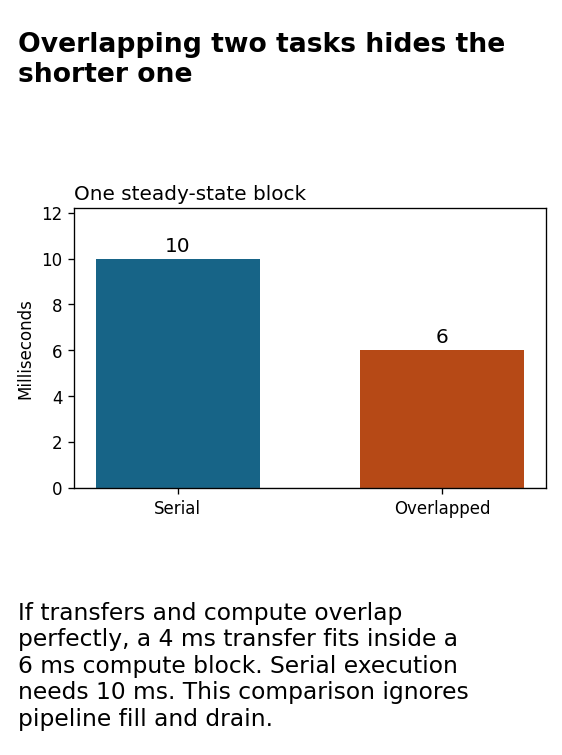 Overlapping two tasks hides the
shorter one
One steady-state block
12
10
8
6
4
2
0
Milliseconds
10
6
Serial
Overlapped
If transfers and compute overlap
perfectly, a 4 ms transfer fits inside a
6 ms compute block. Serial execution
needs 10 ms. This comparison ignores
pipeline fill and drain.